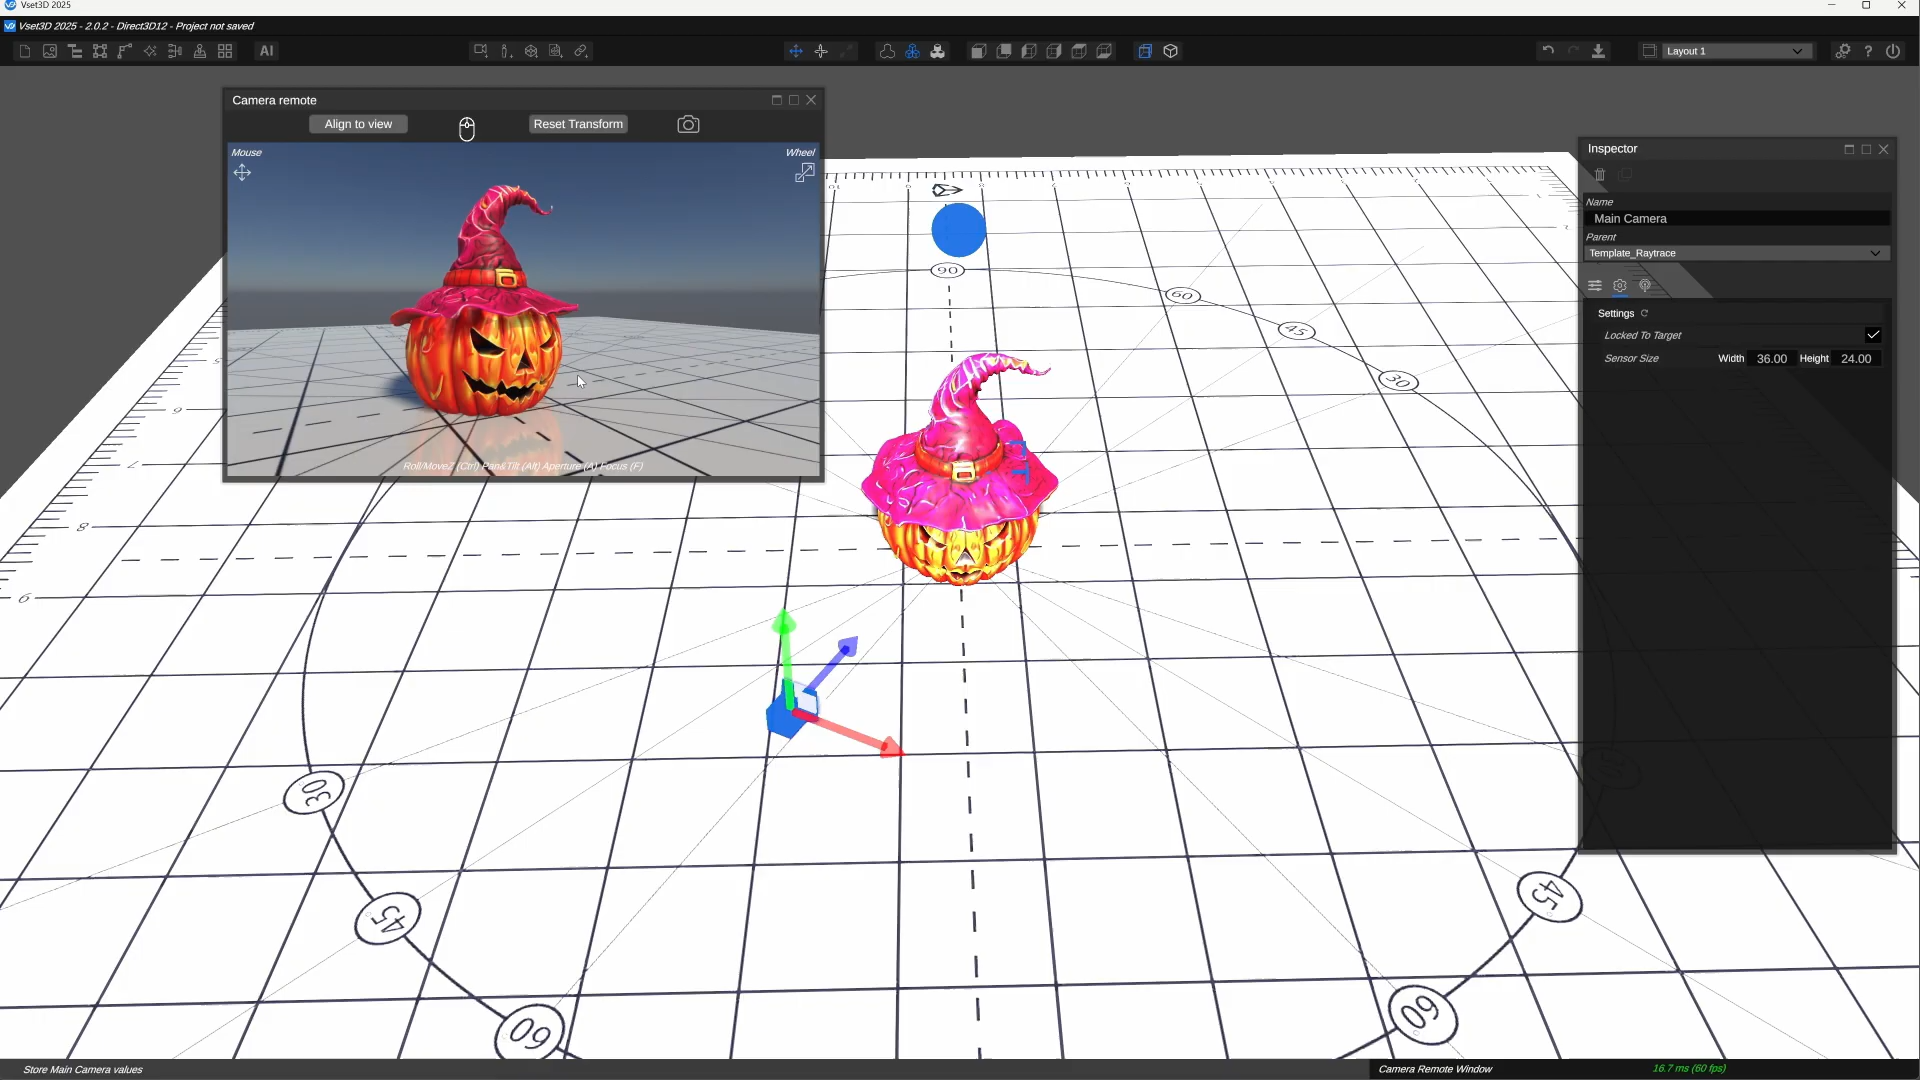 Vset3D 2025
Vset3D 2025 - 2.0.2 - Direct3D12 - Project not saved
AI
Layout 1
?
Camera remote
Align to view
Reset Transform
Mouse
Wheel
Roll/MoveZ (Ctrl) Pan&Tilt (Alt) Aperture (A) Focus (F)
Inspector
Name
Main Camera
Parent
Template_Raytrace
Settings
Locked To Target
Sensor Size Width 36.00 Height 24.00
90
60
45
30
8
9
30
45
60
45
60
Store Main Camera values
Camera Remote Window
16.7 ms (60 fps)